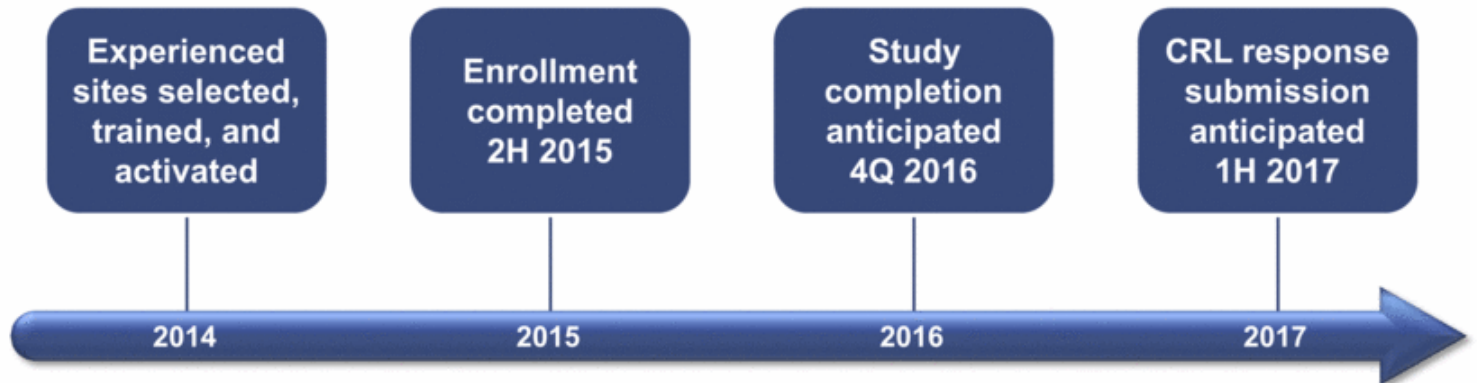 Experienced
sites selected,
trained, and
activated
Enrollment
completed
2H 2015
Study
completion
anticipated
4Q 2016
CRL response
submission
anticipated
1H 2017
2014
2015
2016
2017